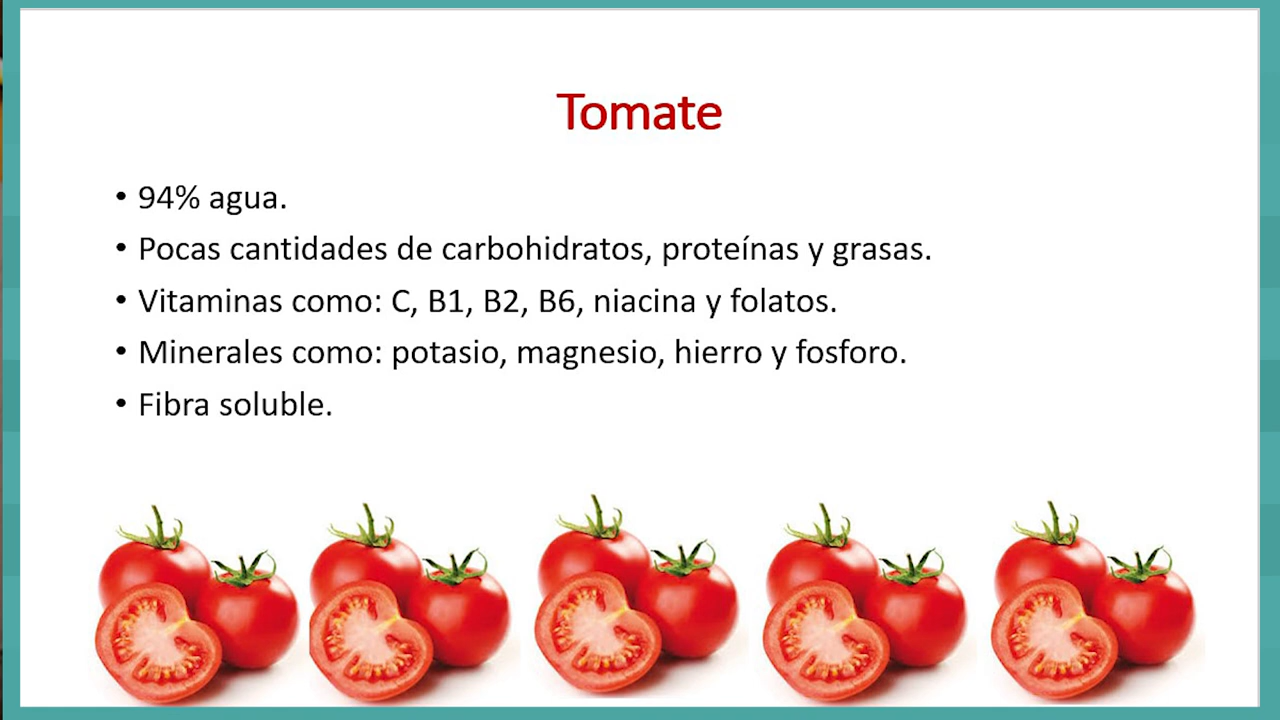 Tomate
• 94% agua.
• Pocas cantidades de carbohidratos, proteínas y grasas.
• Vitaminas como: C, B1, B2, B6, niacina y folatos.
• Minerales como: potasio, magnesio, hierro y fosforo.
• Fibra soluble.